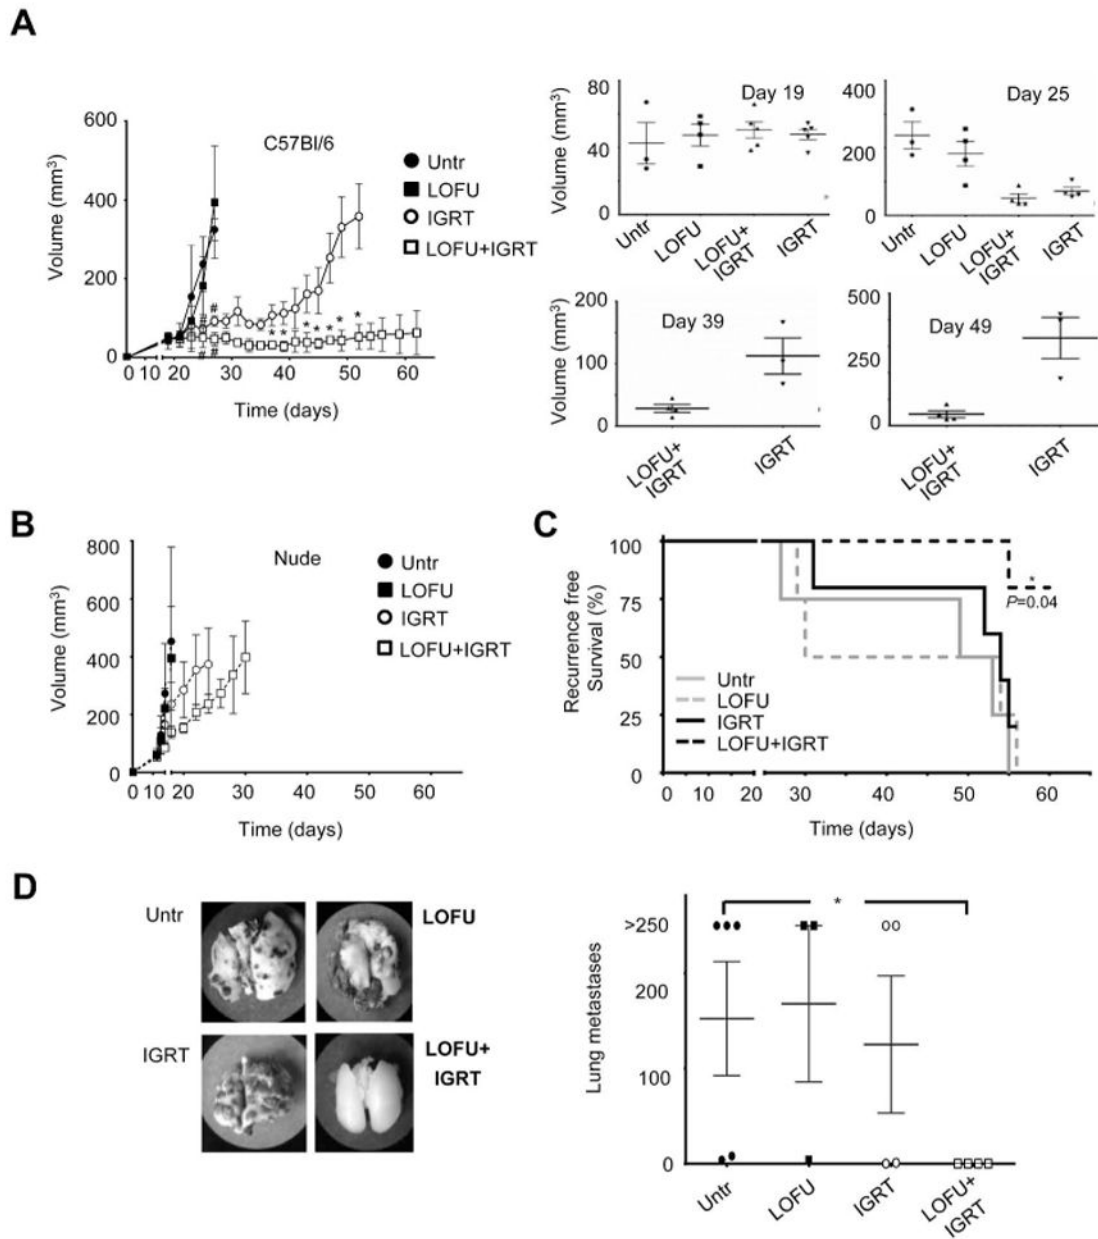 A
600
400
200
0
Volume (mm³)
C57Bl/6
Untr
LOFU
IGRT
LOFU+IGRT
#
#
#
#
* * * * * * *
0 10 20 30 40 50 60
Time (days)
80
40
0
Volume (mm³)
Day 19
Untr
LOFU
LOFU+
IGRT
IGRT
400
200
0
Day 25
Untr
LOFU
LOFU+
IGRT
IGRT
200
100
0
Volume (mm³)
Day 39
LOFU+
IGRT
IGRT
500
250
0
Day 49
LOFU+
IGRT
IGRT
B
800
600
400
200
0
Volume (mm³)
Nude
Untr
LOFU
IGRT
LOFU+IGRT
0 10 20 30 40 50 60
Time (days)
C
100
75
50
25
0
Recurrence free
Survival (%)
*
P=0.04
Untr
LOFU
IGRT
LOFU+IGRT
0 10 20 30 40 50 60
Time (days)
D
Untr
LOFU
IGRT
LOFU+
IGRT
>250
200
100
0
Lung metastases
*
Untr
LOFU
IGRT
LOFU+
IGRT